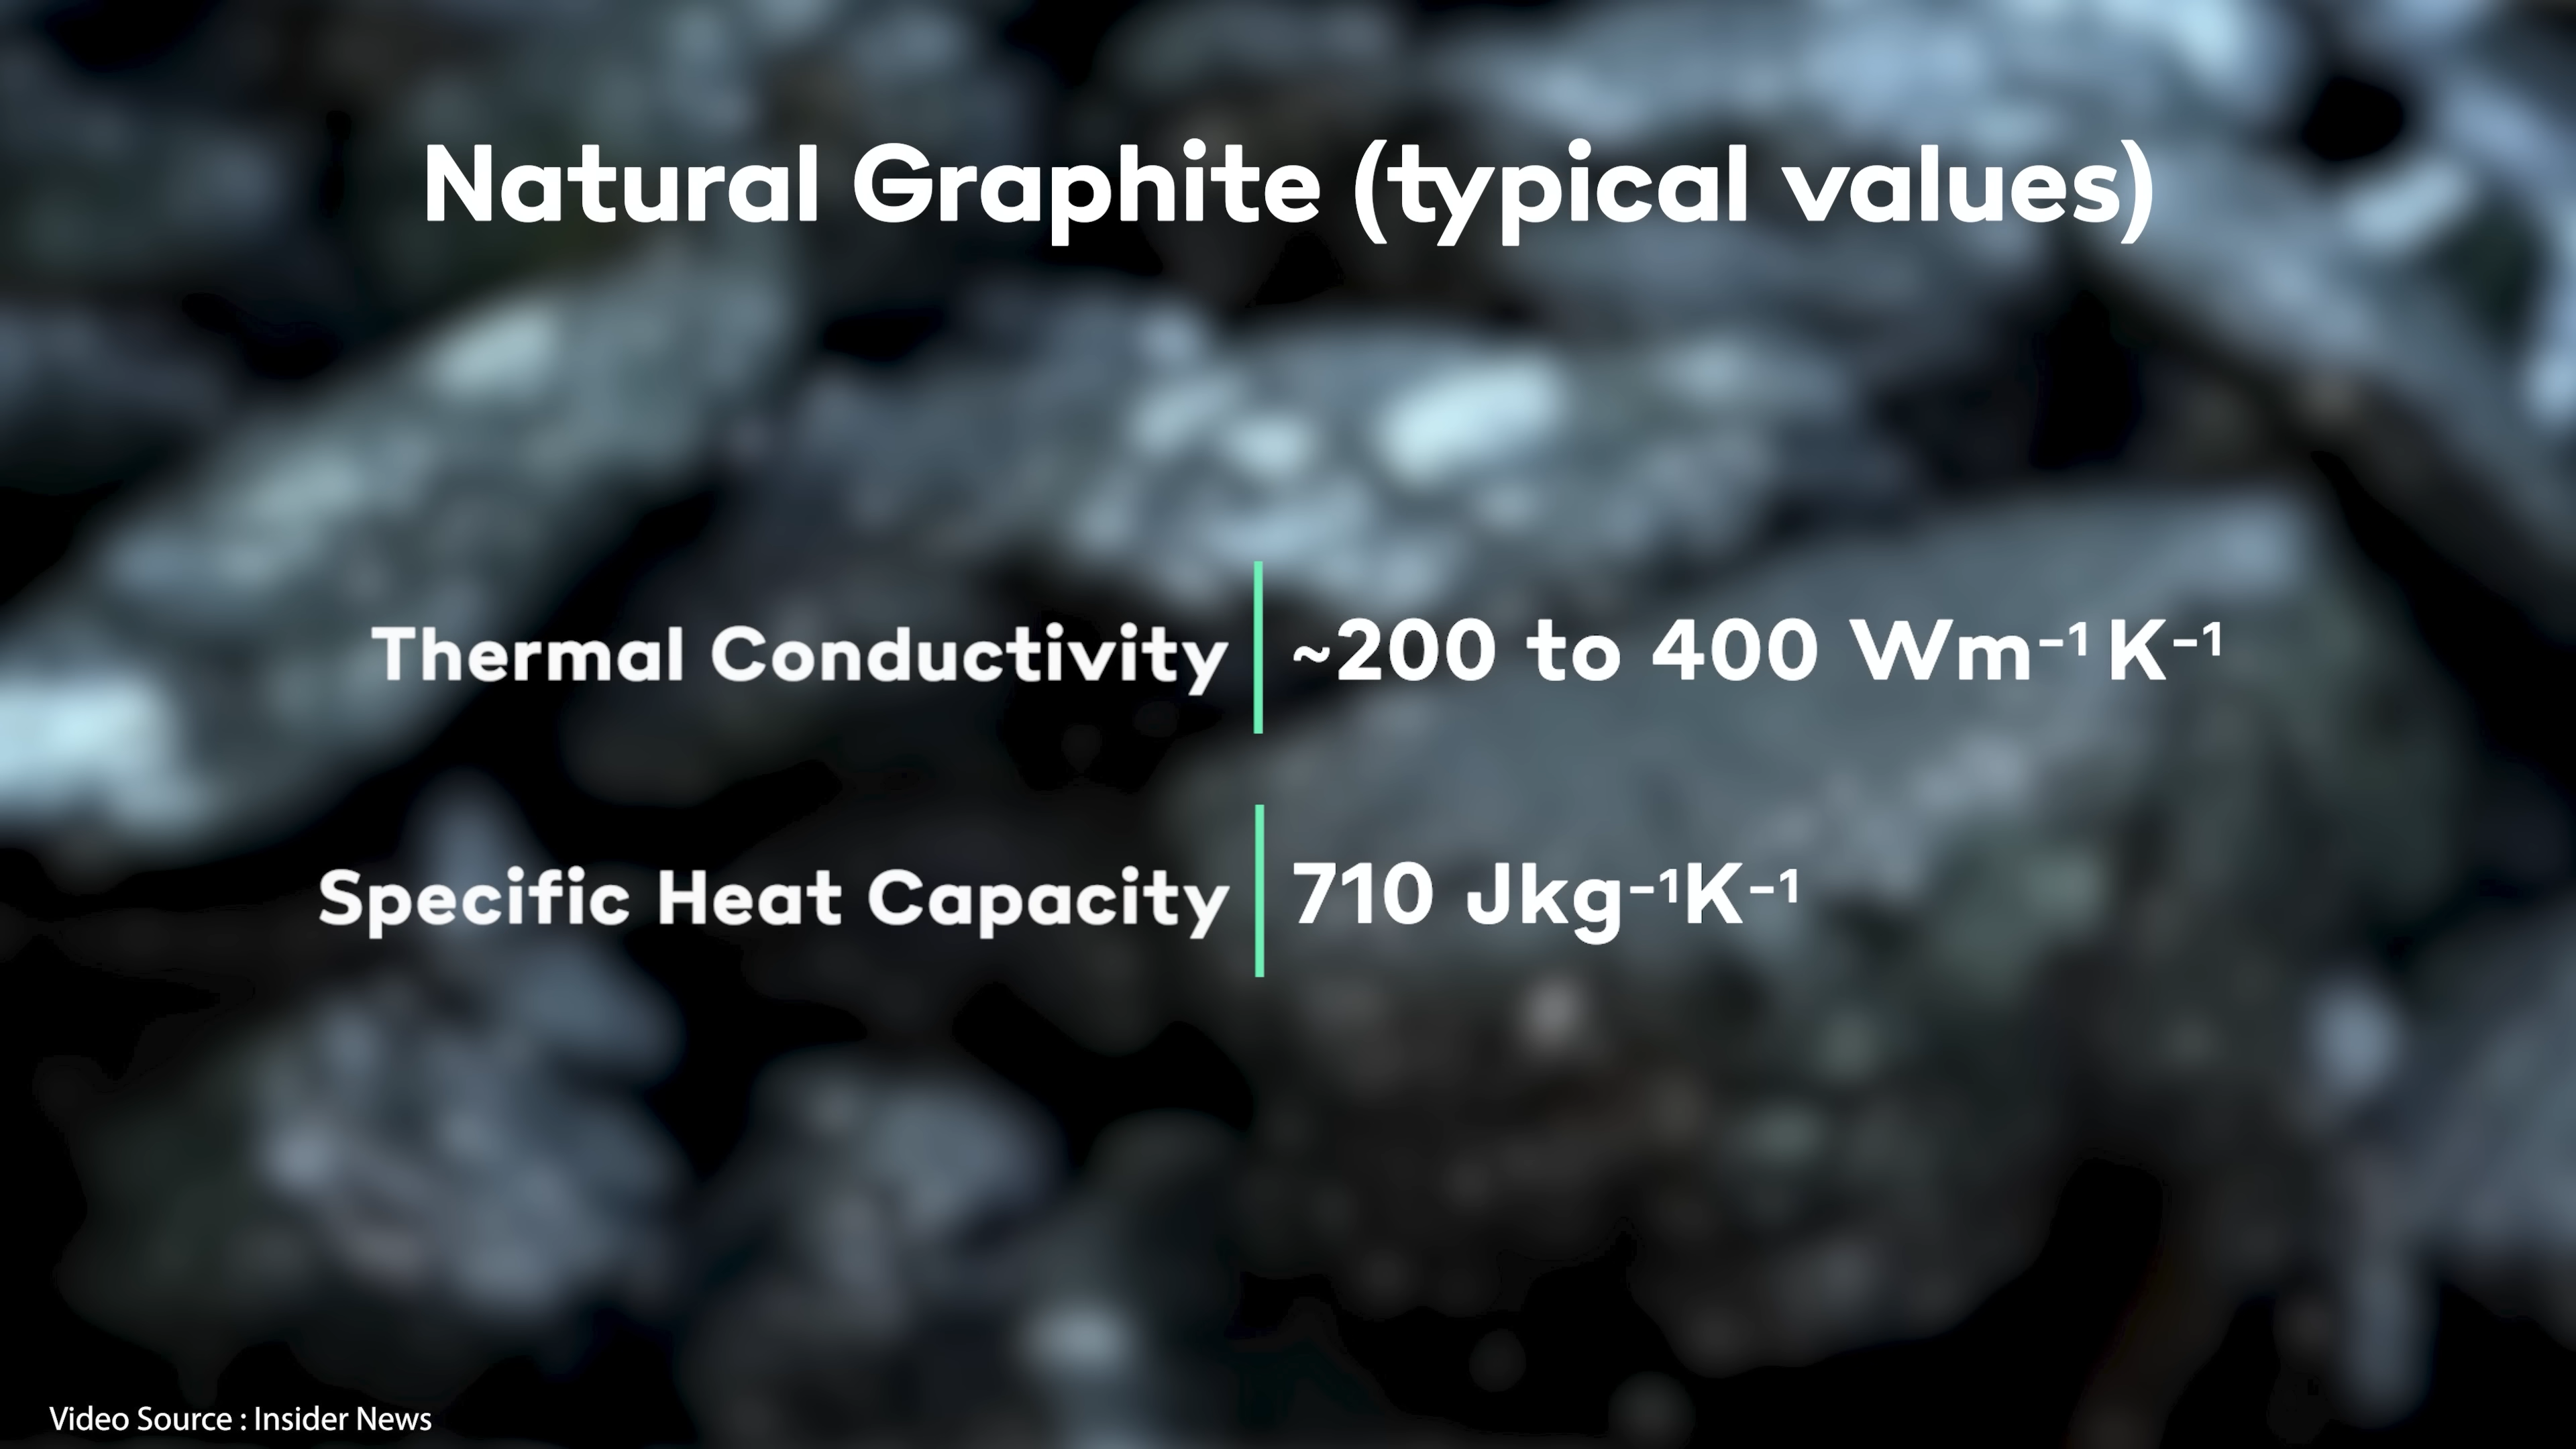 Natural Graphite (typical values)
Thermal Conductivity ~200 to 400 Wm⁻¹ K⁻¹
Specific Heat Capacity 710 Jkg⁻¹K⁻¹
Video Source : Insider News